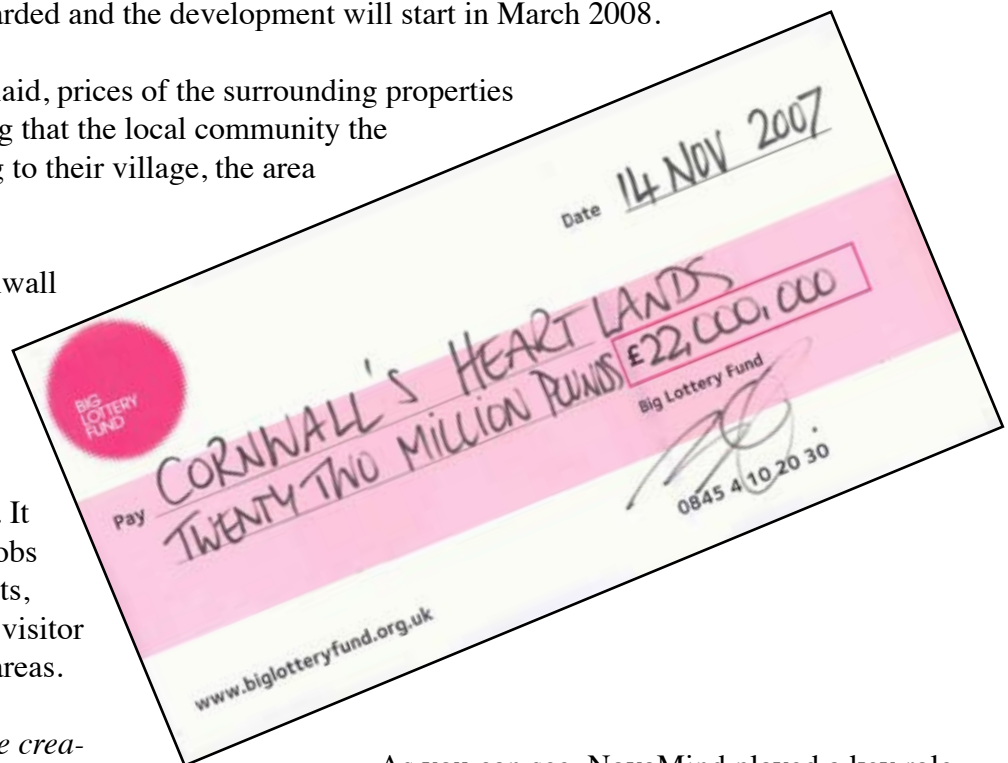 arded and the development will start in March 2008.
aid, prices of the surrounding properties
g that the local community the
g to their village, the area
wall
. It
obs
ts,
visitor
areas.
e crea-
Date 14 NOV 2007
BIG
LOTTERY
FUND
Pay CORNWALL'S HEARTLANDS
TWENTY TWO MILLION POUNDS £22,000,000
Big Lottery Fund
0845 4 10 20 30
www.biglotteryfund.org.uk
As you can see, NovaMind played a key role